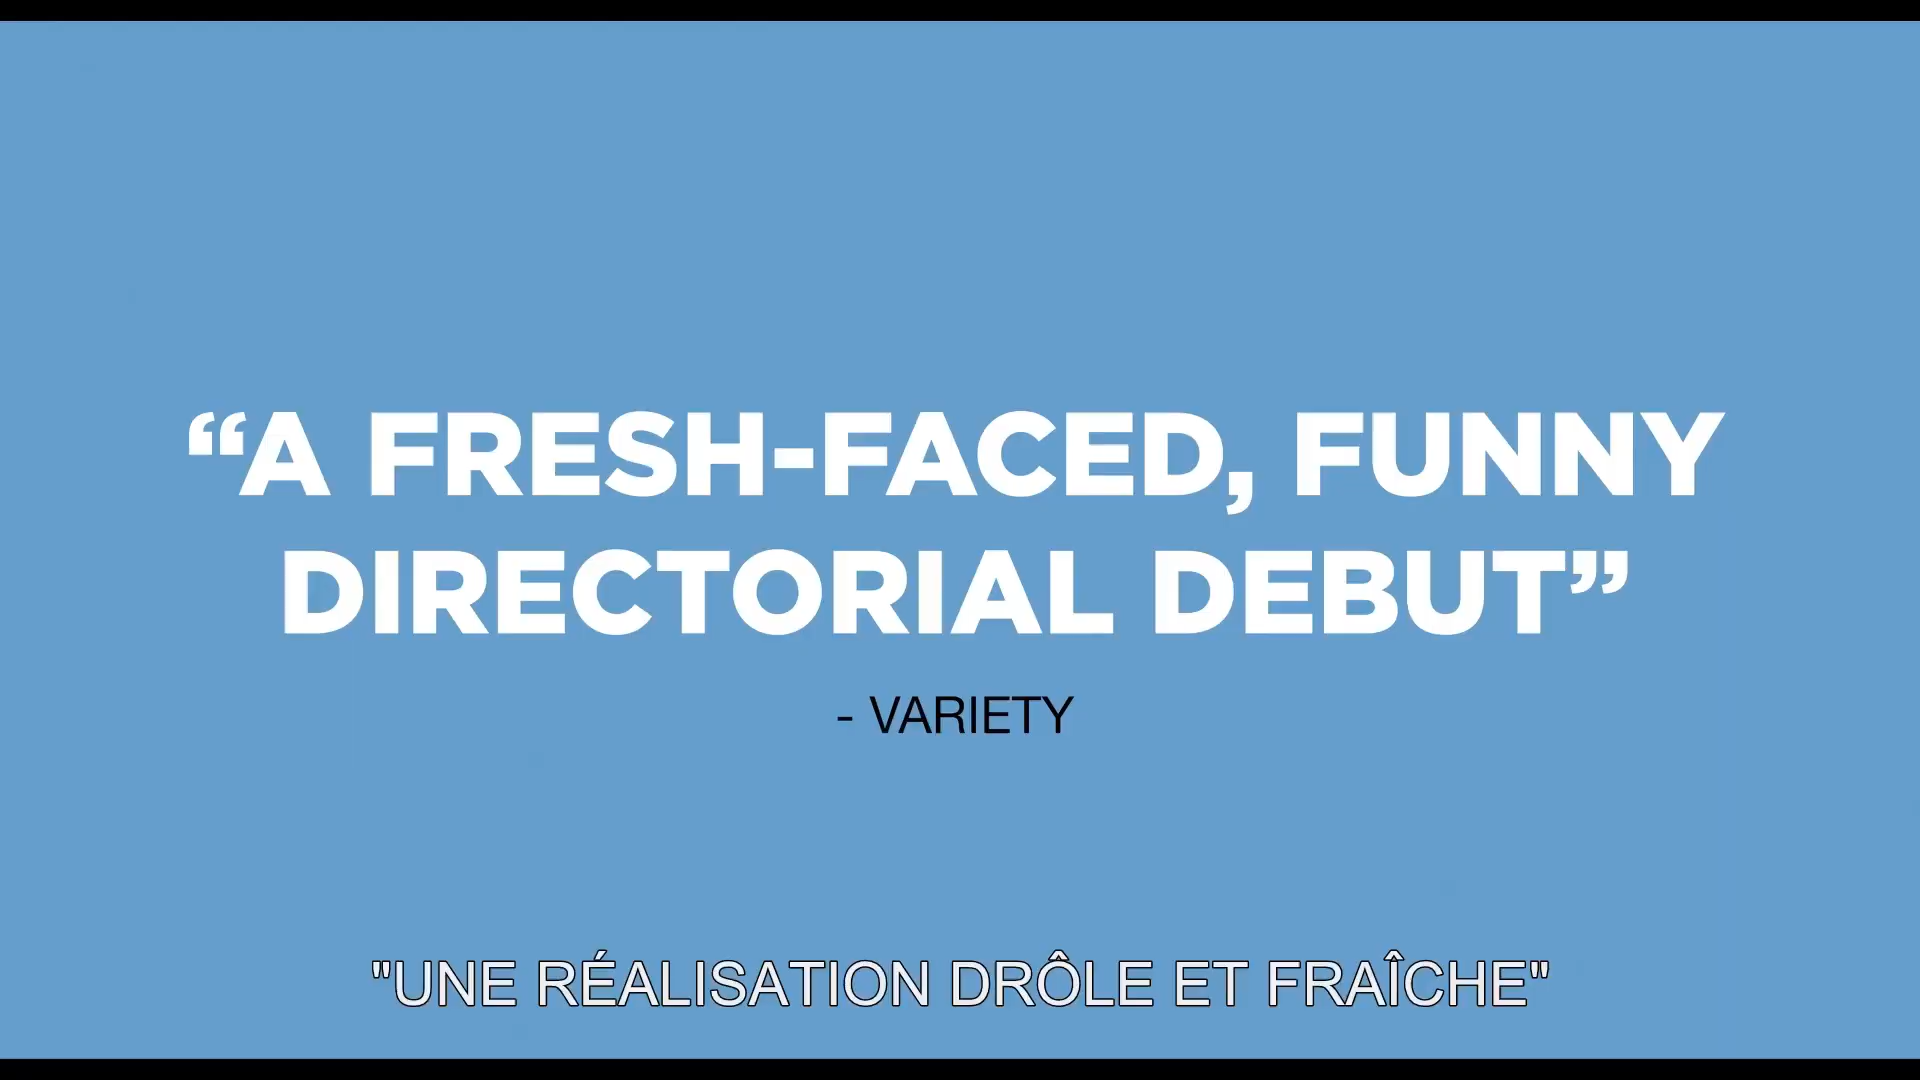 “A FRESH-FACED, FUNNY
DIRECTORIAL DEBUT”
- VARIETY
"UNE RÉALISATION DRÔLE ET FRAÎCHE"